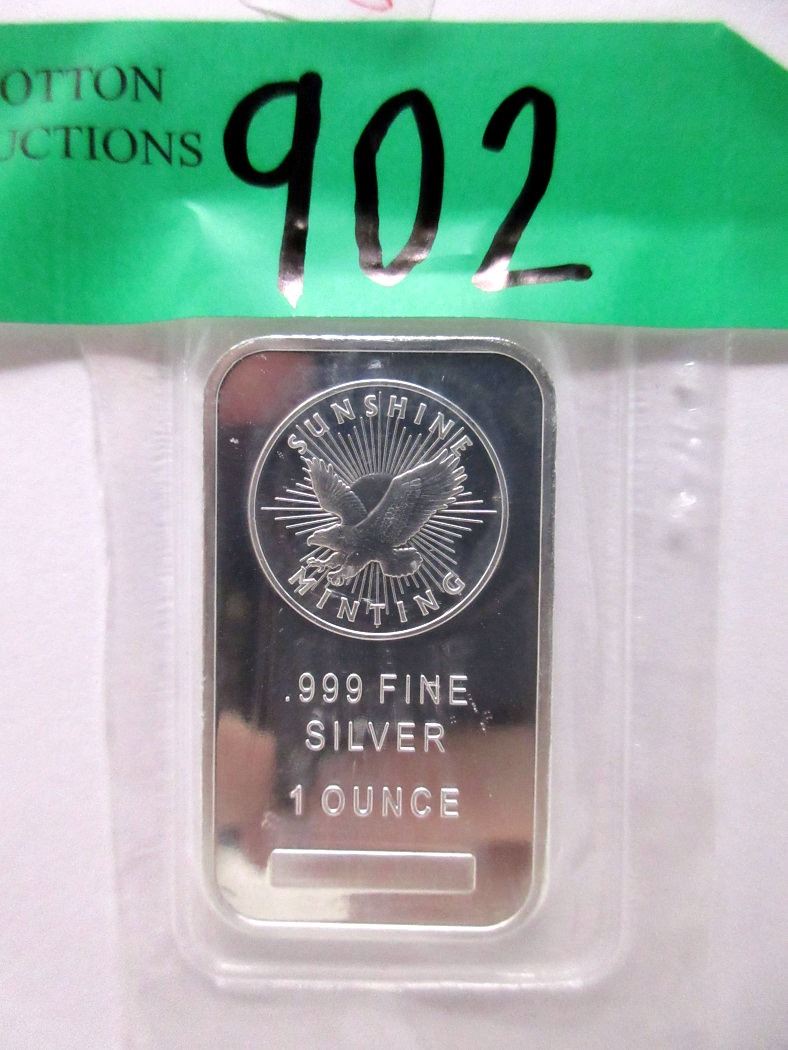 OTTON
UCTIONS
902
SUNSHINE
MINTING
.999 FINE
SILVER
1 OUNCE